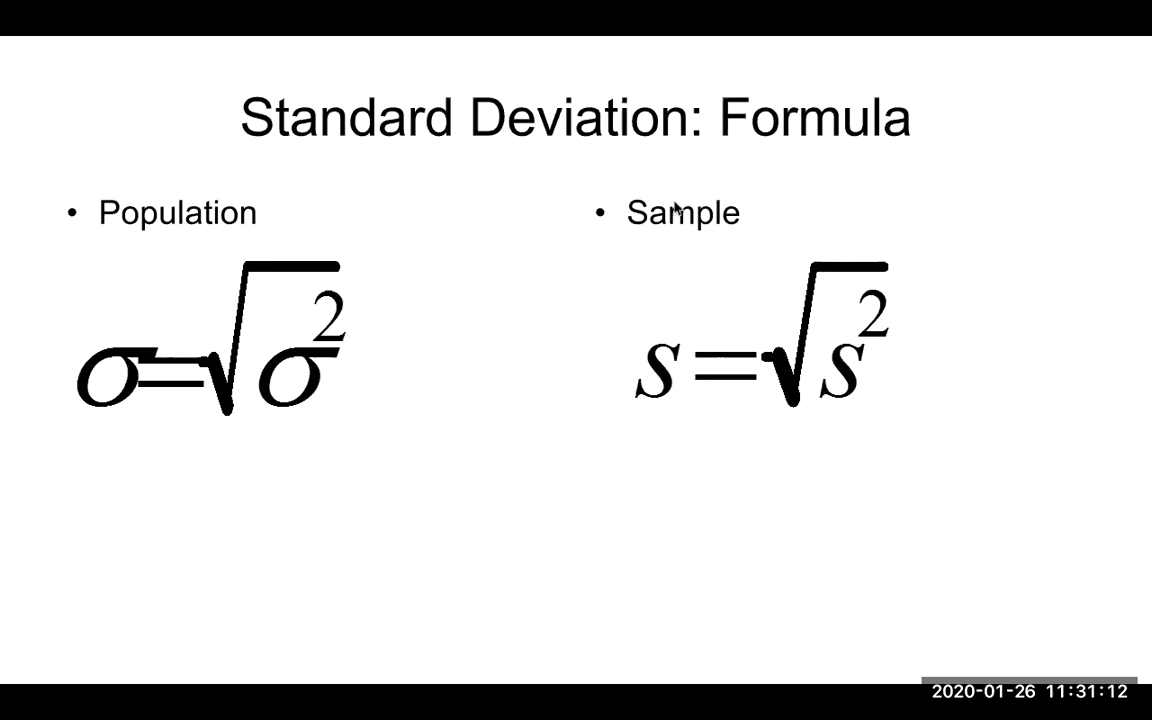 Standard Deviation: Formula
• Population
σ=√σ²
• Sample
s=√s²
2020-01-26 11:31:12